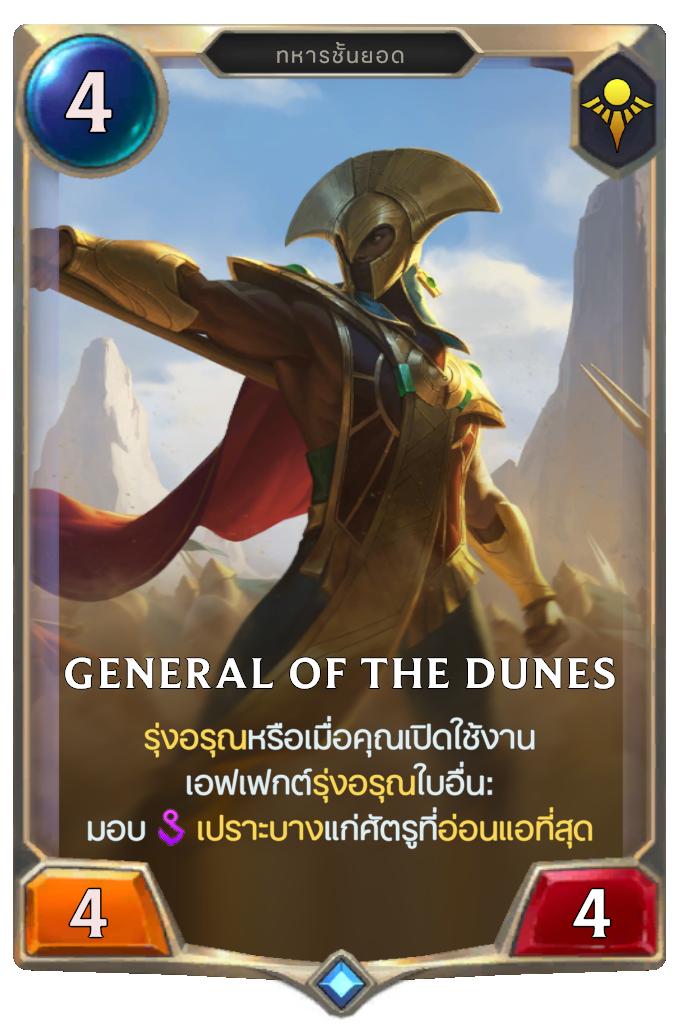 ทหารชั้นยอด
4
GENERAL OF THE DUNES
รุ่งอรุณหรือเมื่อคุณเปิดใช้งาน
เอฟเฟกต์รุ่งอรุณใบอื่น:
มอบ เปราะบางแก่ศัตรูที่อ่อนแอที่สุด
4
4